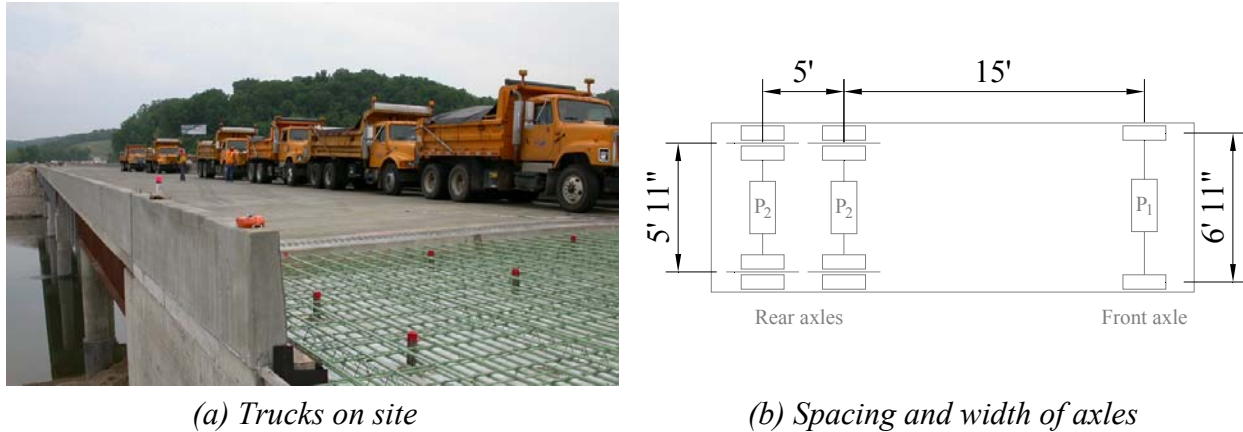 5'
15'
5' 11"
P₂
P₂
P₁
6' 11"
Rear axles
Front axle
(a) Trucks on site
(b) Spacing and width of axles